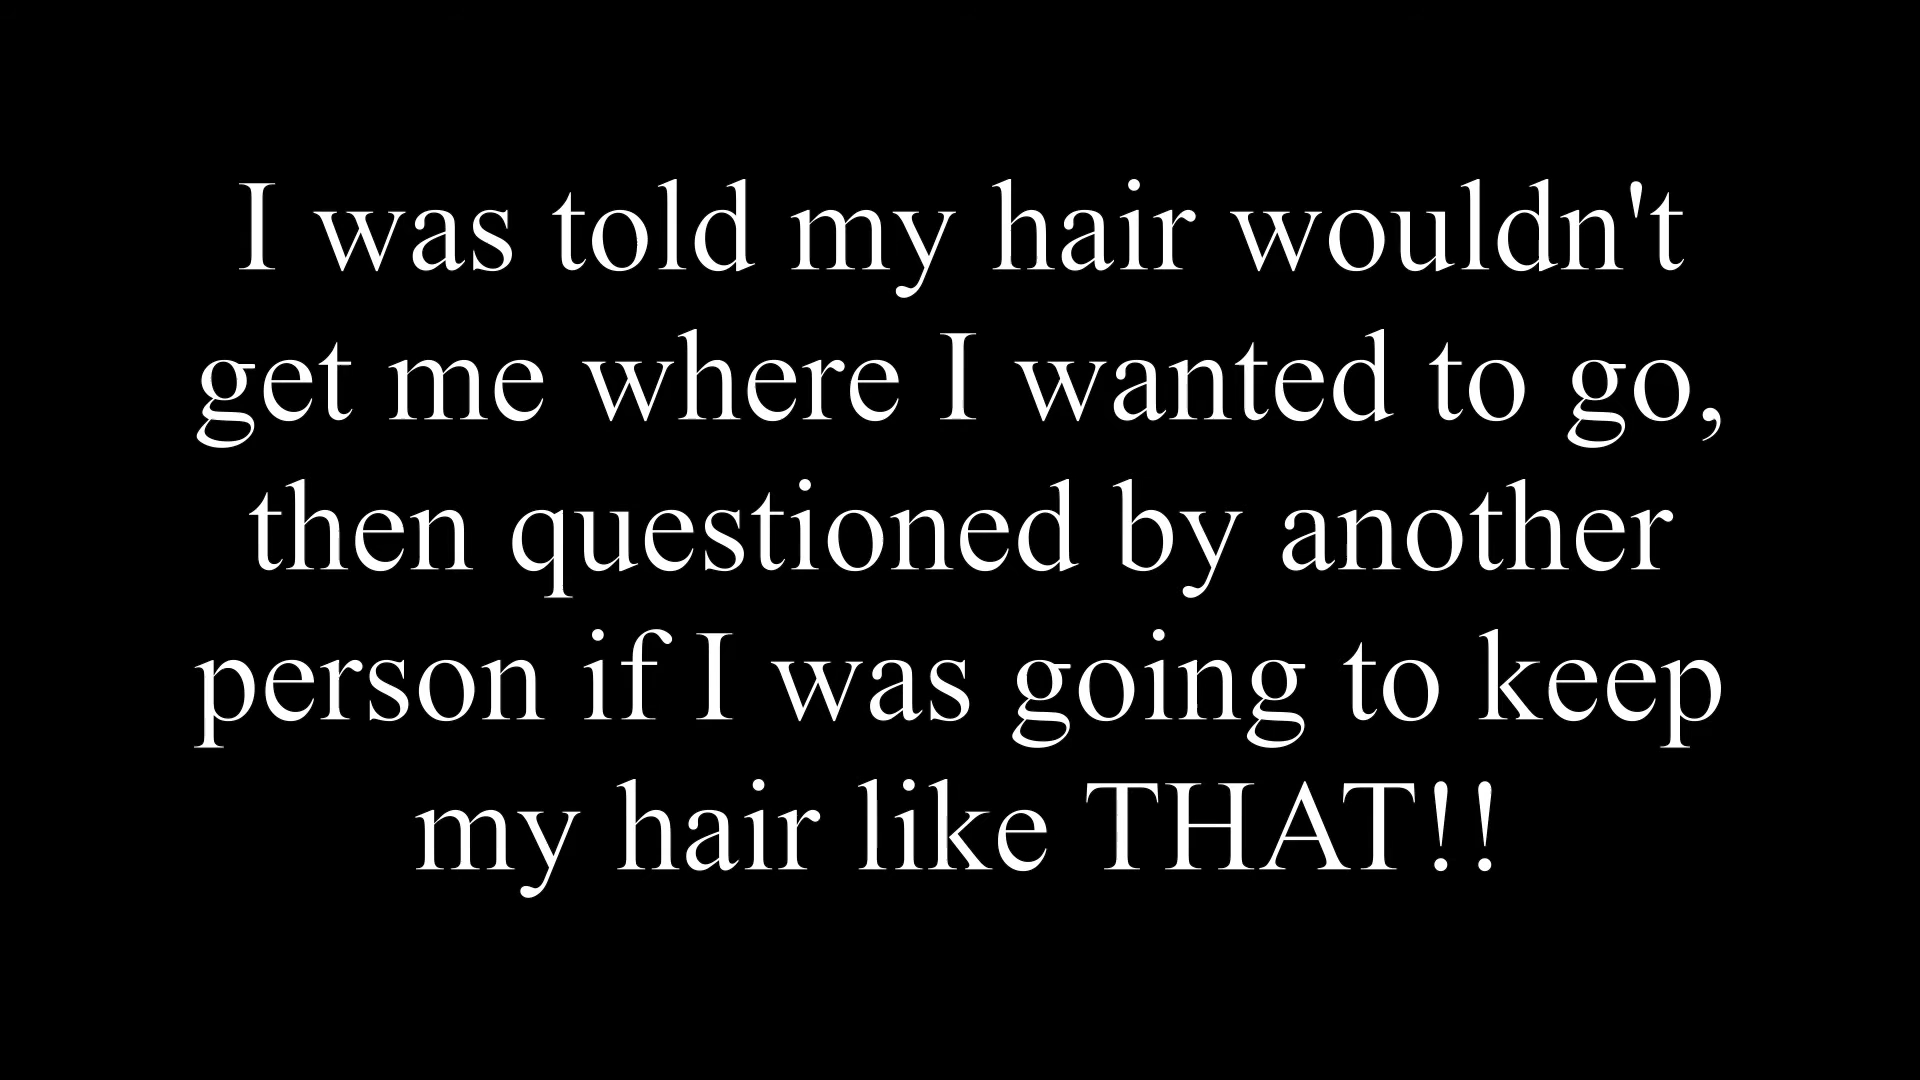 I was told my hair wouldn't
get me where I wanted to go,
then questioned by another
person if I was going to keep
my hair like THAT!!